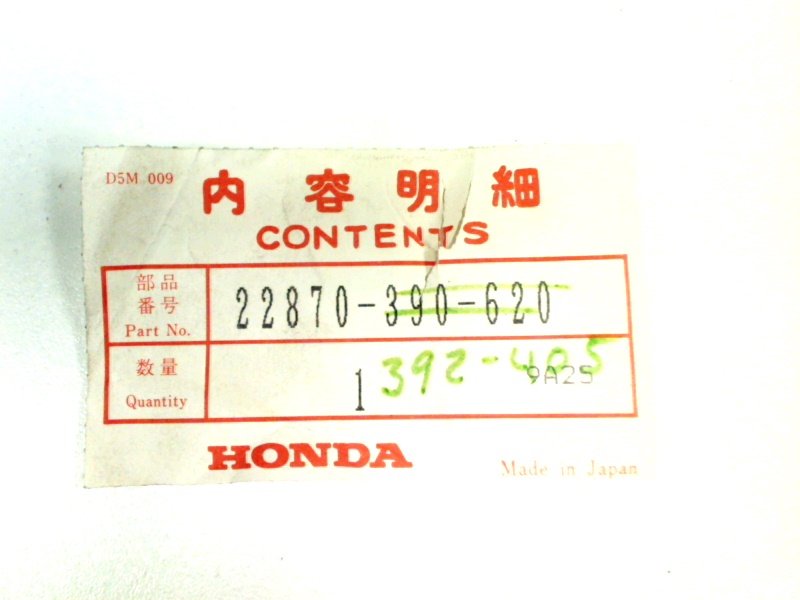 D5M 009
内容明細
CONTENTS
部品
番号
Part No.
22870-390-620
数量
Quantity
1
392-405
9A25
HONDA
Made in Japan